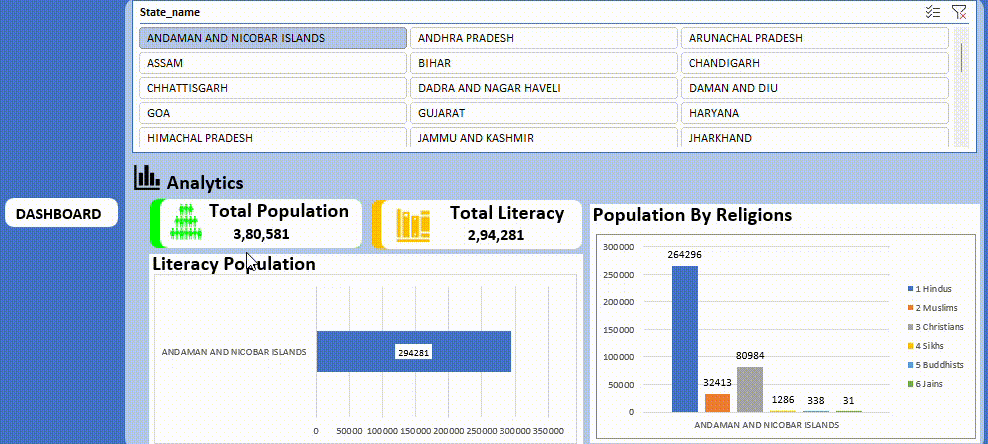 State_name
ANDAMAN AND NICOBAR ISLANDS ANDHRA PRADESH ARUNACHAL PRADESH
ASSAM BIHAR CHANDIGARH
CHHATTISGARH DADRA AND NAGAR HAVELI DAMAN AND DIU
GOA GUJARAT HARYANA
HIMACHAL PRADESH JAMMU AND KASHMIR JHARKHAND
Analytics
DASHBOARD
Total Population
3,80,581
Total Literacy
2,94,281
Literacy Population
ANDAMAN AND NICOBAR ISLANDS
294281
0 50000 100000 150000 200000 250000 300000 350000
Population By Religions
300000
250000
200000
150000
100000
50000
0
264296
32413
80984
1286
338
31
ANDAMAN AND NICOBAR ISLANDS
1 Hindus
2 Muslims
3 Christians
4 Sikhs
5 Buddhists
6 Jains